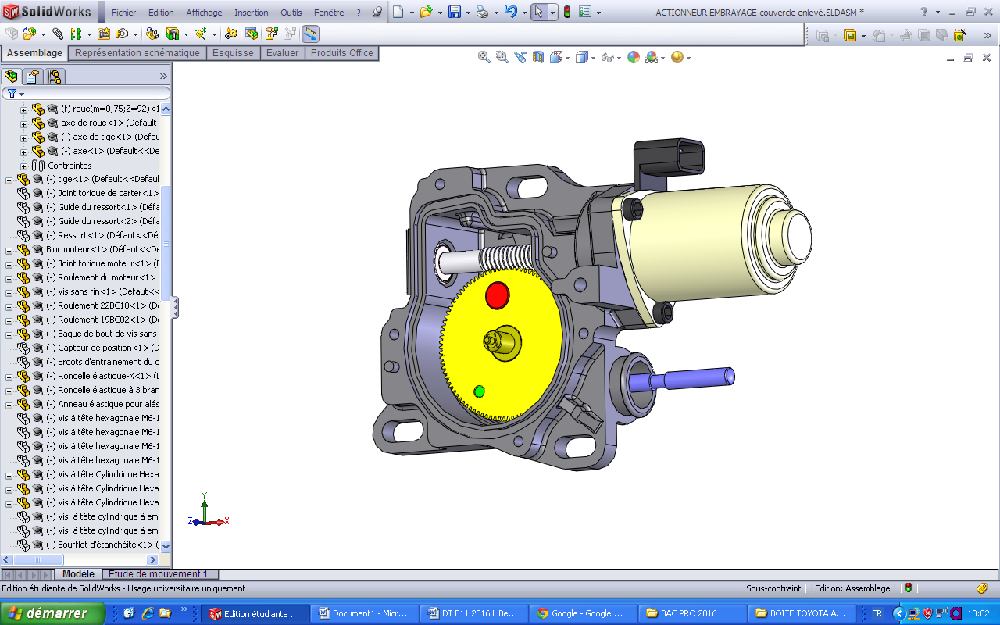 SolidWorks Fichier Edition Affichage Insertion Outils Fenêtre ? ACTIONNEUR EMBRAYAGE-couvercle enlevé.SLDASM *
Assemblage Représentation schématique Esquisse Evaluer Produits Office
(f) roue(m=0,75;Z=92)<1
axe de roue<1> (Default<
(-) axe de tige<1> (Defau
(-) axe<1> (Default<<De
Contraintes
(-) tige<1> (Default<<Defaul
(-) Joint torique de carter<1>
(-) Guide du ressort<1> (Défa
(-) Guide du ressort<2> (Défa
(-) Ressort<1> (Défaut<<Dé
Bloc moteur<1> (Défaut<<Dé
(-) Joint torique moteur<1> (D
(-) Roulement du moteur<1> (
(-) Vis sans fin<1> (Défaut<<
(-) Roulement 22BC10<1> (D
(-) Roulement 19BC02<1> (De
(-) Bague de bout de vis sans
(-) Capteur de position<1> (D
(-) Ergots d'entraînement du c
(-) Rondelle élastique-X<1> (D
(-) Rondelle élastique à 3 bran
(-) Anneau élastique pour alés
(-) Vis à tête hexagonale M6-1
(-) Vis à tête hexagonale M6-1
(-) Vis à tête hexagonale M6-1
(-) Vis à tête hexagonale M6-1
(-) Vis à tête Cylindrique Hexa
(-) Vis à tête Cylindrique Hexa
(-) Vis à tête Cylindrique Hexa
(-) Vis à tête cylindrique à emp
(-) Vis à tête cylindrique à emp
(-) Soufflet d'étanchéité<1> (
Y
Z X
Modèle Etude de mouvement 1
Edition étudiante de SolidWorks - Usage universitaire uniquement Sous-contraint Edition: Assemblage
démarrer Edition étudiante ... Document1 - Micr... DT E11 2016 L Be... Google - Google ... BAC PRO 2016 BOITE TOYOTA A... FR 13:02